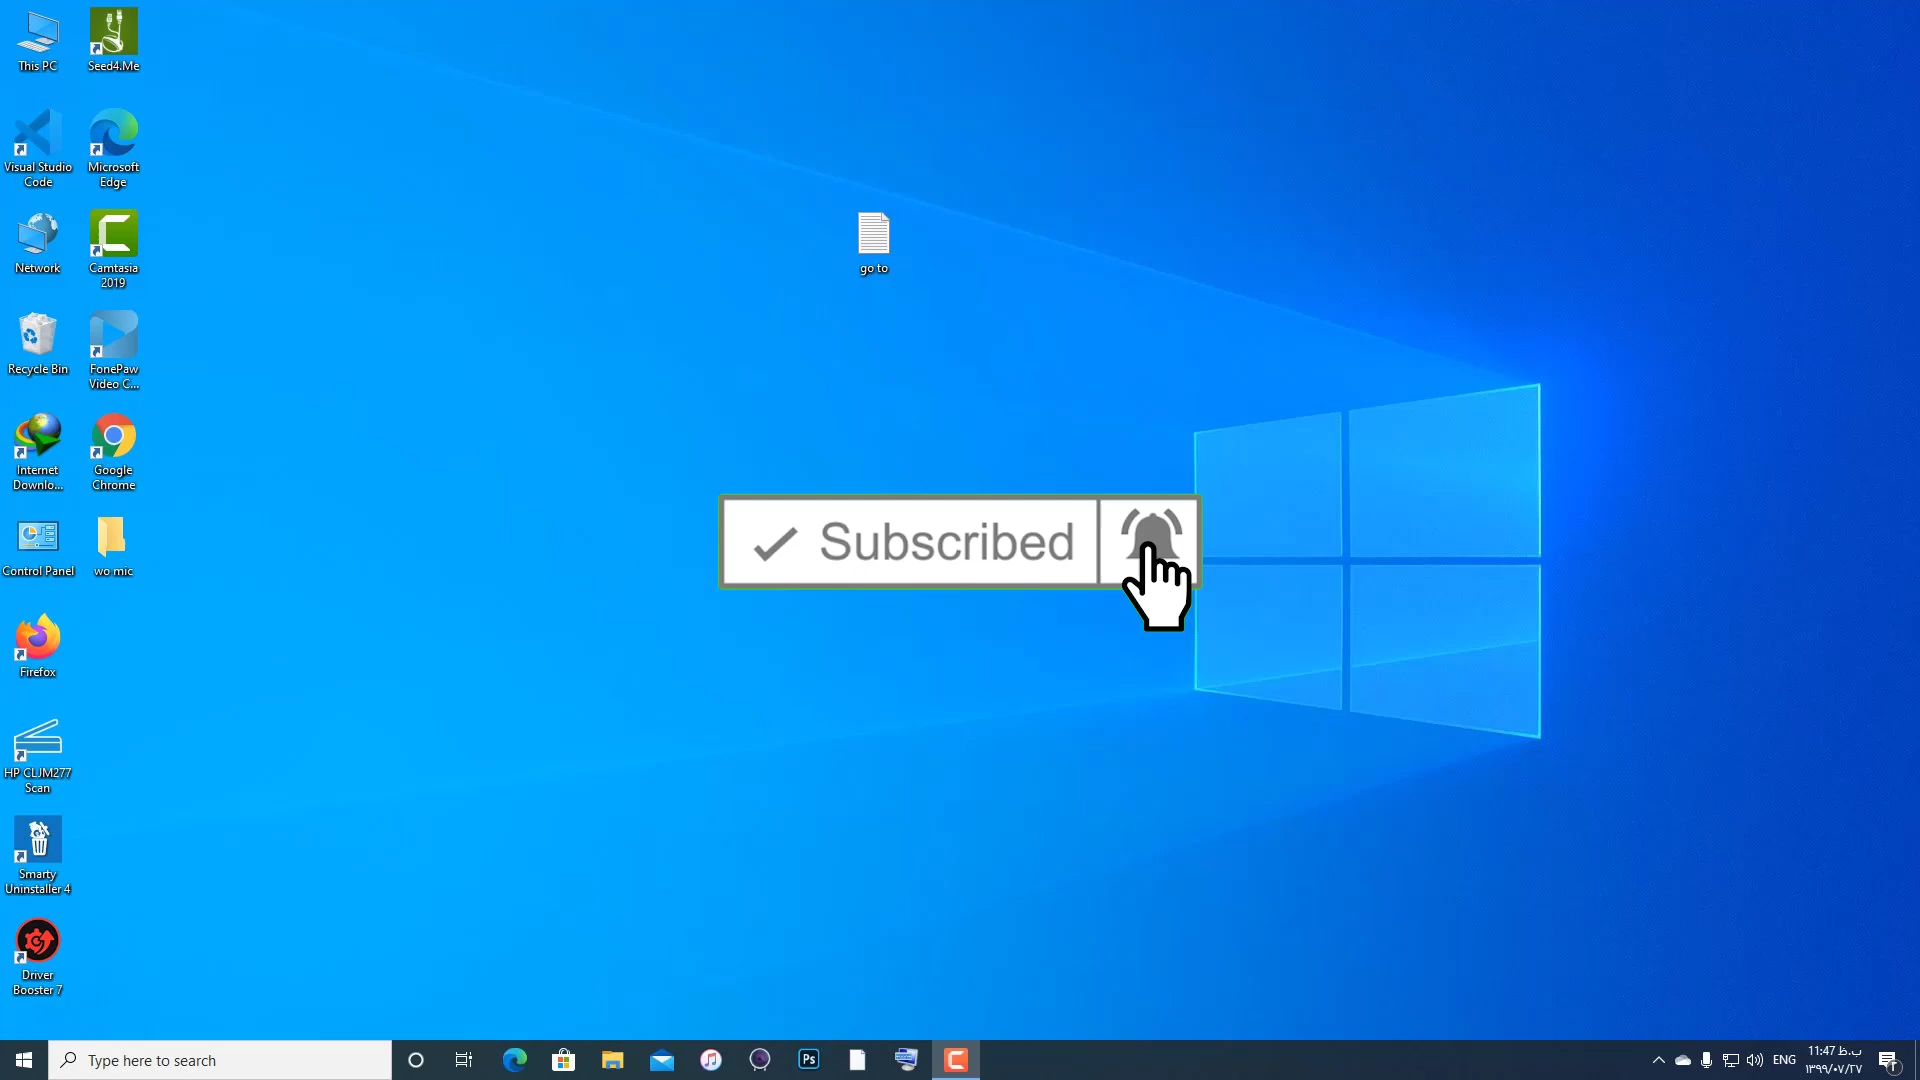 This PC
Seed4.Me
Visual Studio
Code
Microsoft
Edge
Network
Camtasia
2019
go to
Recycle Bin
FonePaw
Video C...
Internet
Downlo...
Google
Chrome
Subscribed
Control Panel
wo mic
Firefox
HP CLJM277
Scan
Smarty
Uninstaller 4
Driver
Booster 7
Type here to search
Ps
ENG
11:47 ب.ظ
۱۳۹۹/۰۷/۲۷